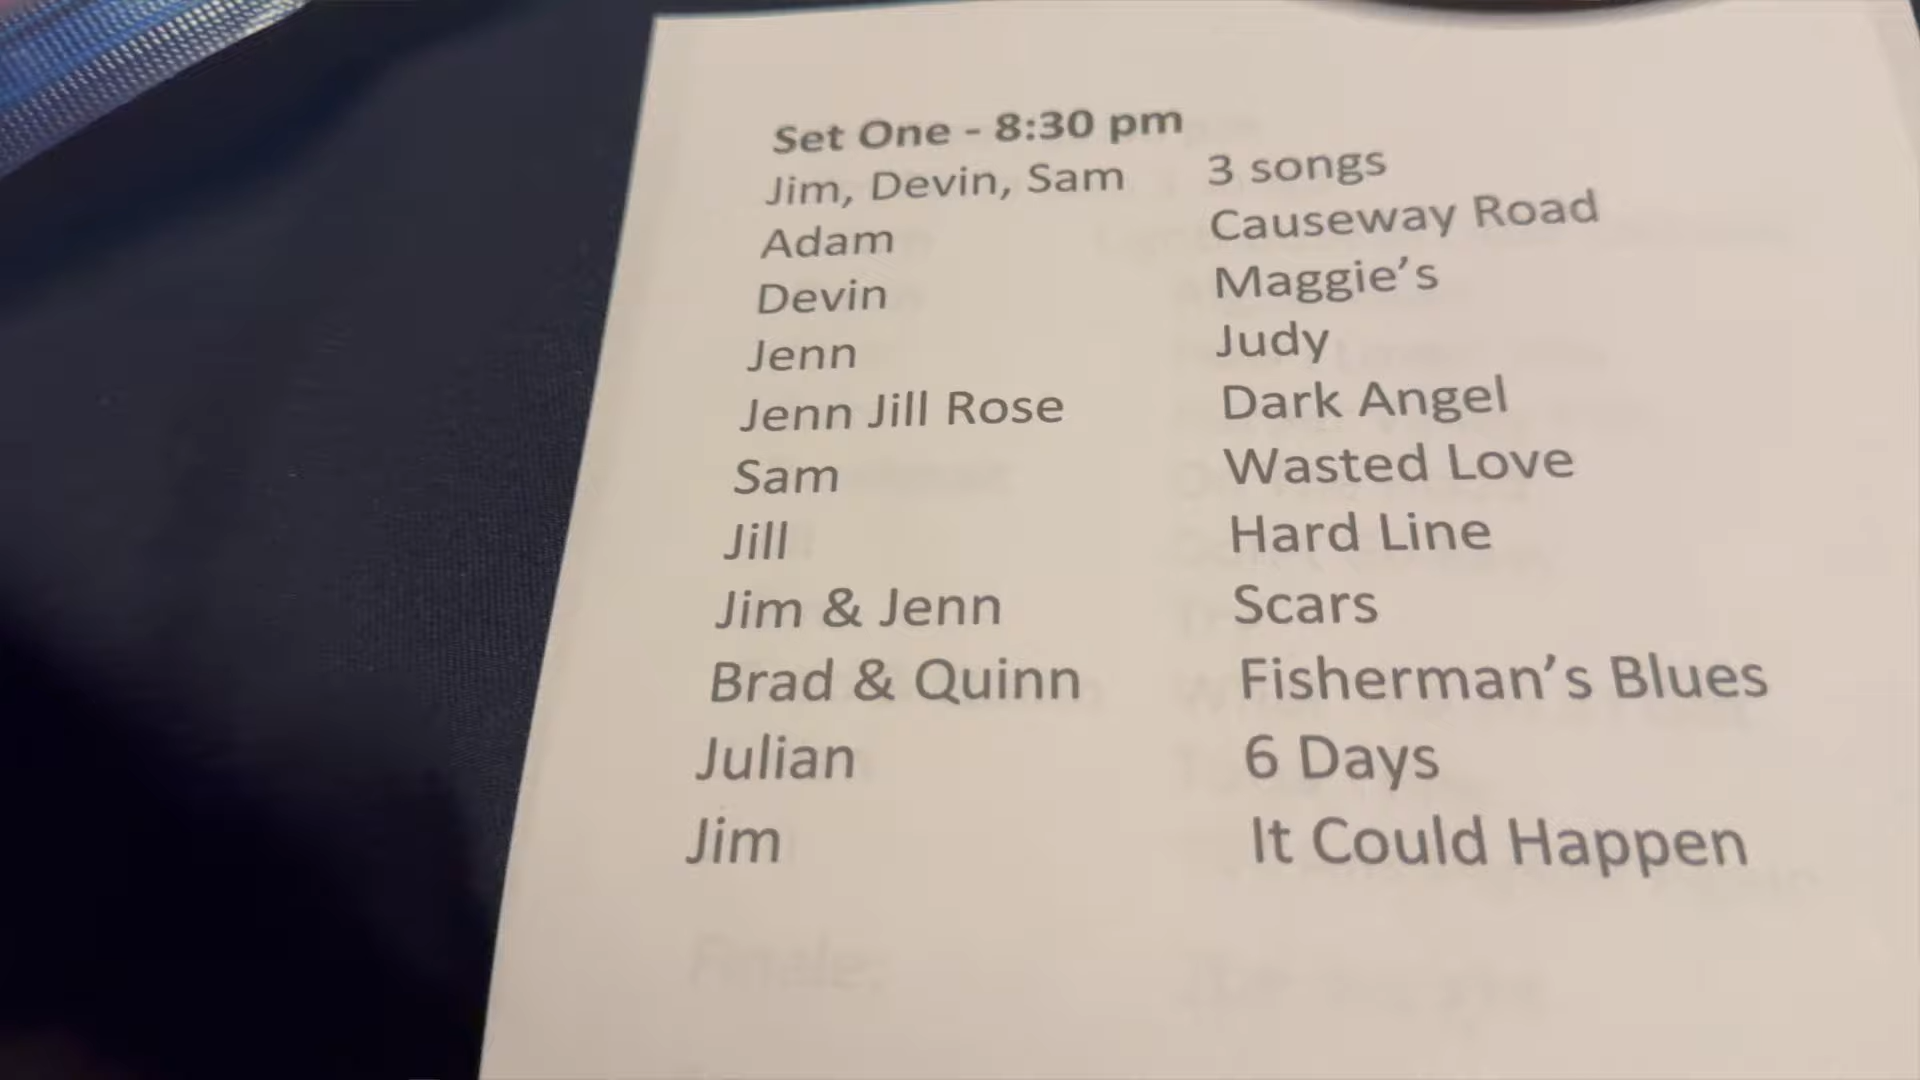 Set One - 8:30 pm
Jim, Devin, Sam 3 songs
Adam Causeway Road
Devin Maggie’s
Jenn Judy
Jenn Jill Rose Dark Angel
Sam Wasted Love
Jill Hard Line
Jim & Jenn Scars
Brad & Quinn Fisherman’s Blues
Julian 6 Days
Jim It Could Happen
Finale: